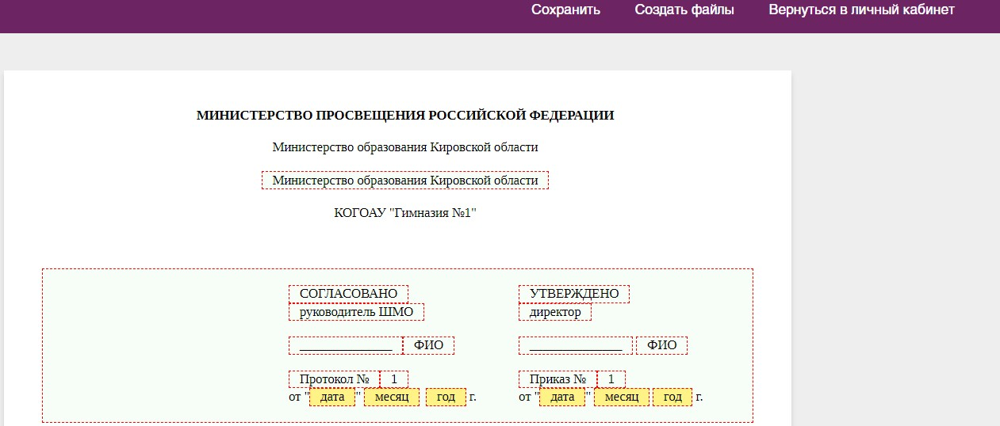 Сохранить Создать файлы Вернуться в личный кабинет
МИНИСТЕРСТВО ПРОСВЕЩЕНИЯ РОССИЙСКОЙ ФЕДЕРАЦИИ
Министерство образования Кировской области
Министерство образования Кировской области
КОГОАУ "Гимназия №1"
СОГЛАСОВАНО УТВЕРЖДЕНО
руководитель ШМО директор
______________ ФИО ______________ ФИО
Протокол № 1 Приказ № 1
от "дата" месяц год г. от "дата" месяц год г.